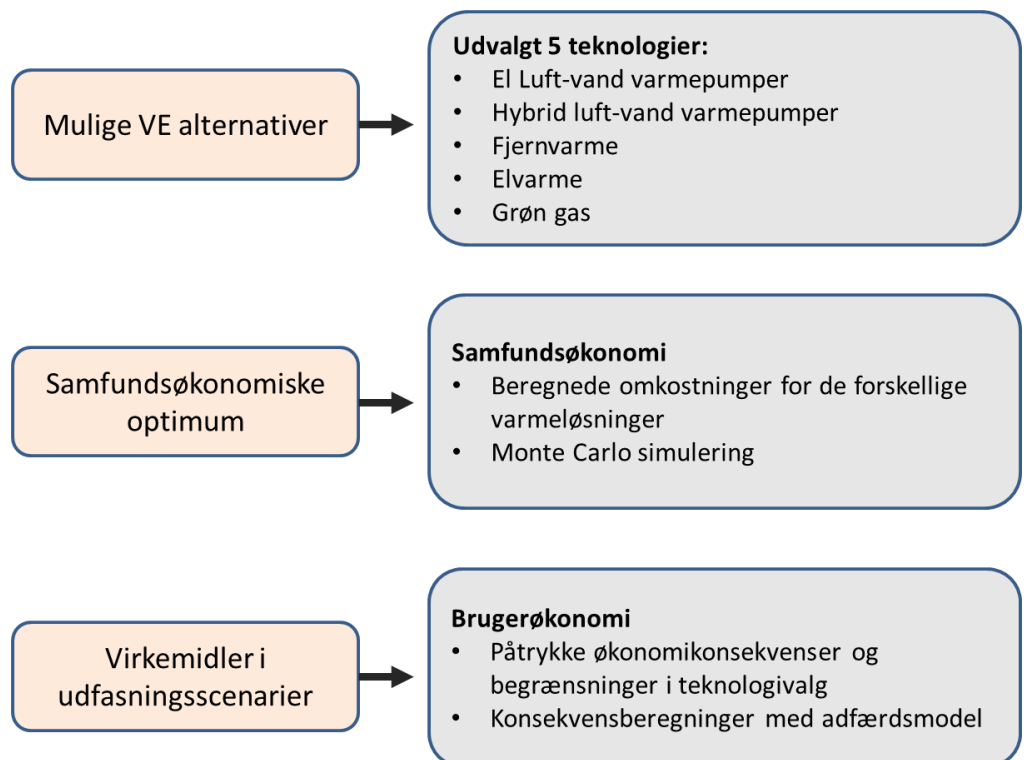 Mulige VE alternativer
Udvalgt 5 teknologier:
• El Luft-vand varmepumper
• Hybrid luft-vand varmepumper
• Fjernvarme
• Elvarme
• Grøn gas
Samfundsøkonomiske
optimum
Samfundsøkonomi
• Beregnede omkostninger for de forskellige
varmeløsninger
• Monte Carlo simulering
Virkemidler i
udfasningsscenarier
Brugerøkonomi
• Påtrykke økonomikonsekvenser og
begrænsninger i teknologivalg
• Konsekvensberegninger med adfærdsmodel